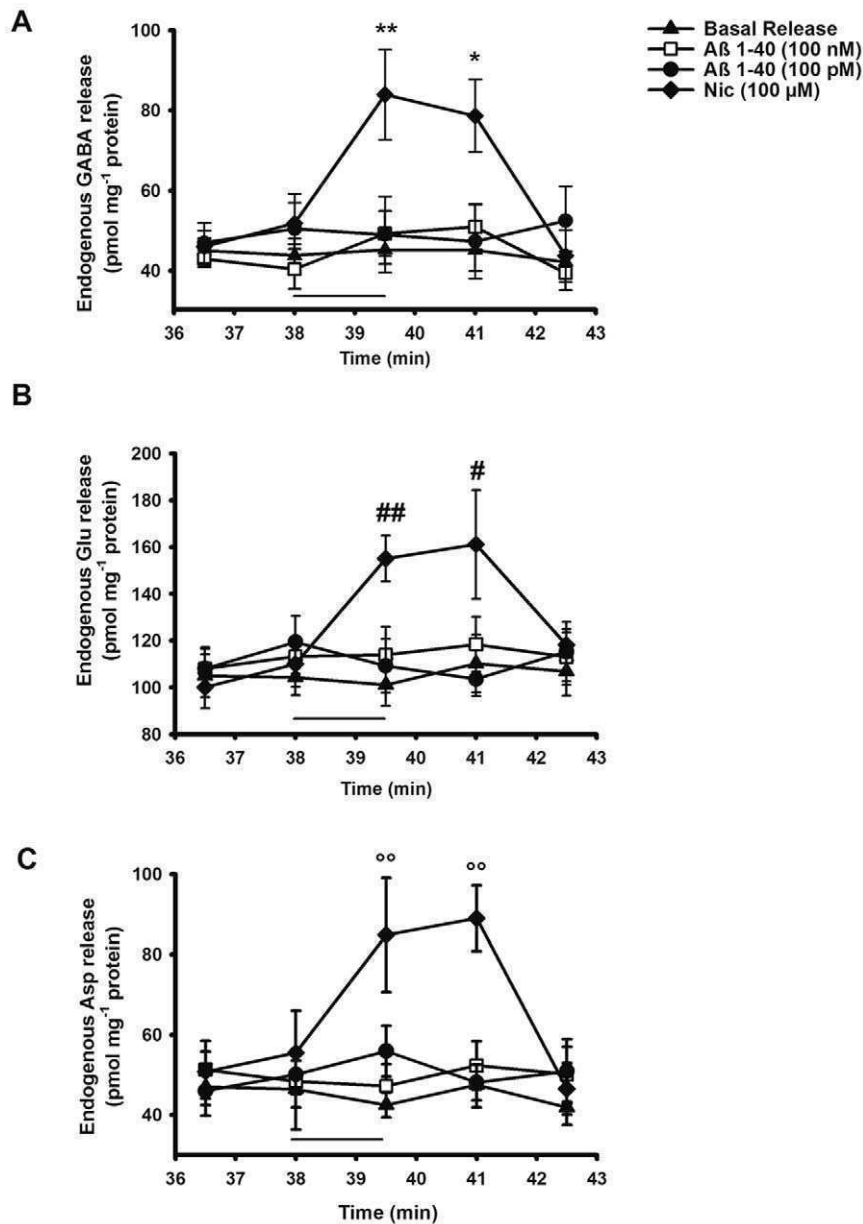 A
▲ Basal Release
□ Aß 1-40 (100 nM)
● Aß 1-40 (100 pM)
◆ Nic (100 µM)
Endogenous GABA release
(pmol mg⁻¹ protein)
100
80
60
40
** *
36 37 38 39 40 41 42 43
Time (min)
B
Endogenous Glu release
(pmol mg⁻¹ protein)
200
180
160
140
120
100
80
## #
36 37 38 39 40 41 42 43
Time (min)
C
Endogenous Asp release
(pmol mg⁻¹ protein)
100
80
60
40
°° °°
36 37 38 39 40 41 42 43
Time (min)